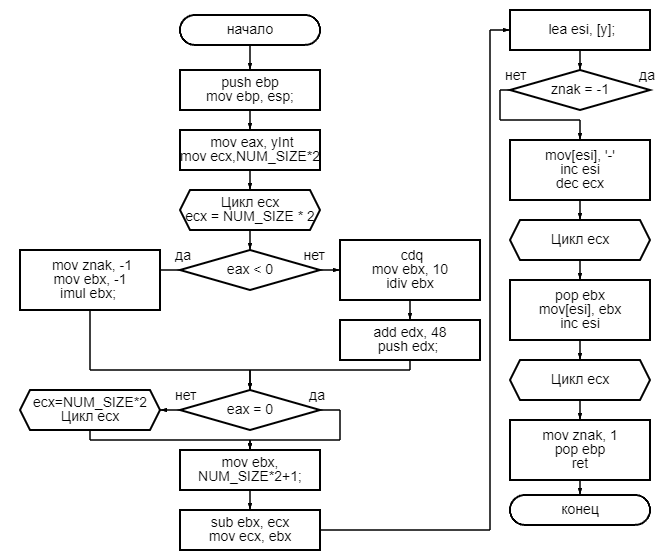 начало
push ebp
mov ebp, esp;
mov eax, yInt
mov ecx,NUM_SIZE*2
Цикл ecx
ecx = NUM_SIZE * 2
да
eax < 0
нет
mov znak, -1
mov ebx, -1
imul ebx;
cdq
mov ebx, 10
idiv ebx
add edx, 48
push edx;
нет
eax = 0
да
ecx=NUM_SIZE*2
Цикл ecx
mov ebx,
NUM_SIZE*2+1;
sub ebx, ecx
mov ecx, ebx
lea esi, [y];
нет
znak = -1
да
mov[esi], '-'
inc esi
dec ecx
Цикл ecx
pop ebx
mov[esi], ebx
inc esi
Цикл ecx
mov znak, 1
pop ebp
ret
конец